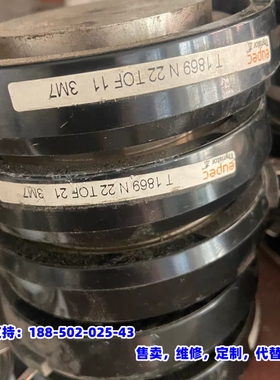 eupec
Thyristor
T 1869 N 22 TOF 11 3M7
eupec
Thyristor
T 1869 N 22 TOF 21 3M7
支持：188-502-025-43
售卖，维修，定制，代替